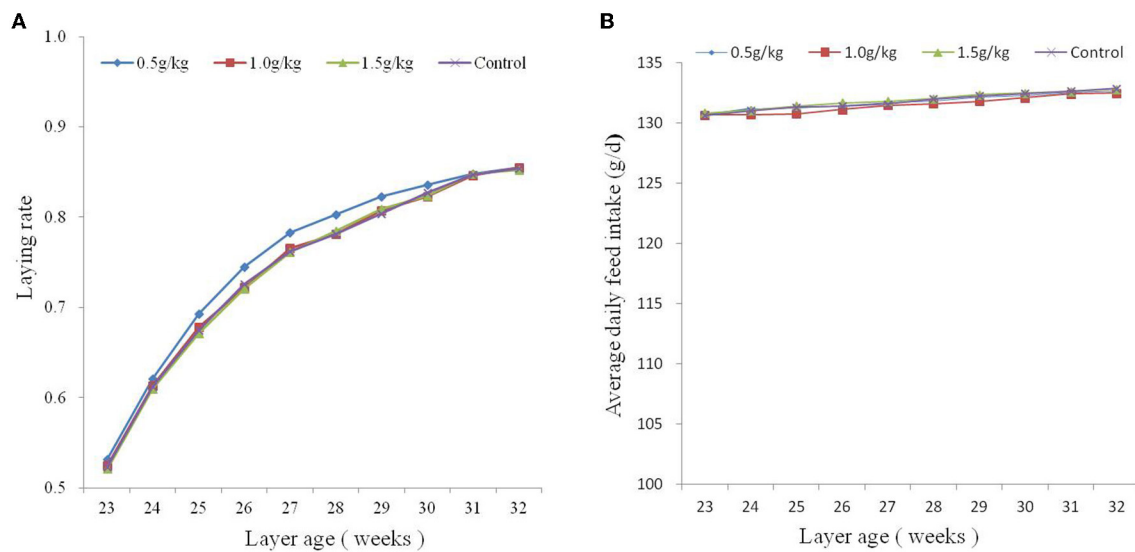 A
1.0
0.9
0.8
0.7
0.6
0.5
Laying rate
0.5g/kg 1.0g/kg 1.5g/kg Control
23 24 25 26 27 28 29 30 31 32
Layer age ( weeks )
B
135
130
125
120
115
110
105
100
Average daily feed intake (g/d)
0.5g/kg 1.0g/kg 1.5g/kg Control
23 24 25 26 27 28 29 30 31 32
Layer age ( weeks )